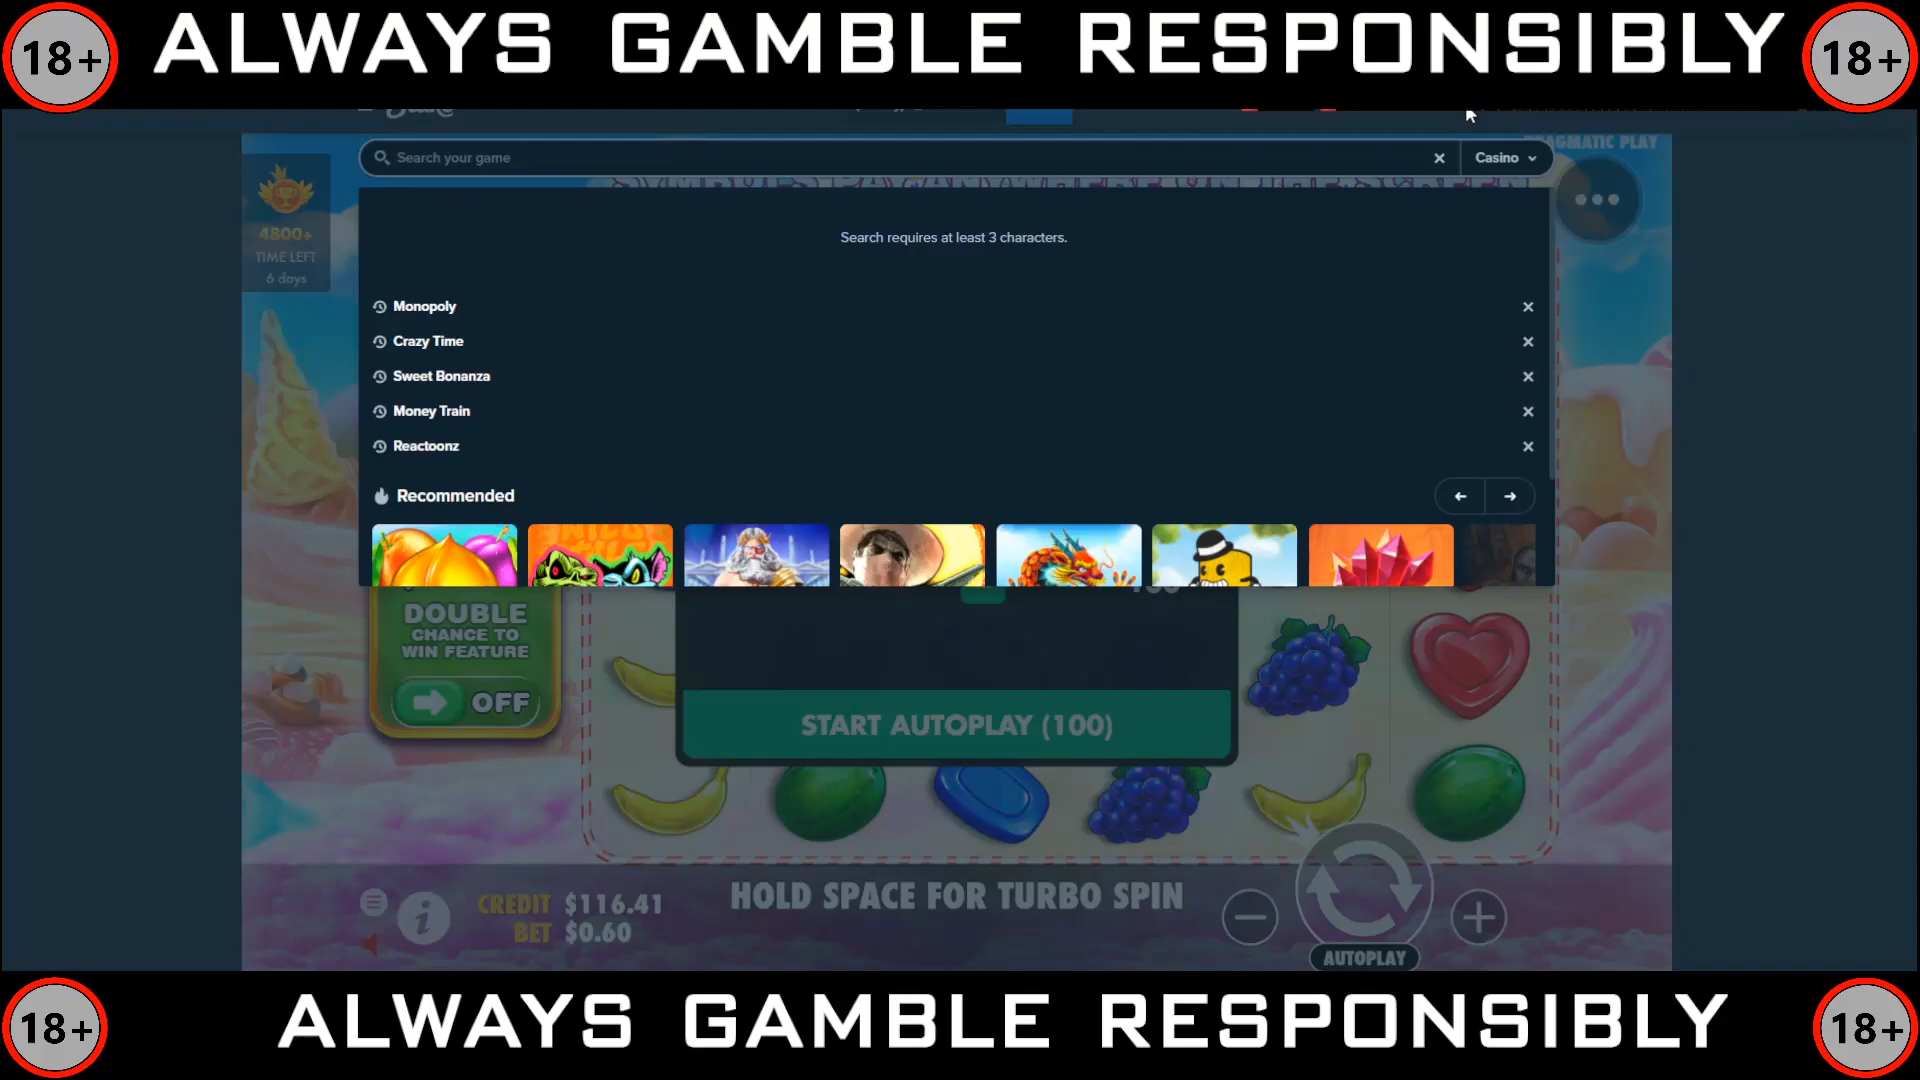 ALWAYS GAMBLE RESPONSIBLY
18+
18+
Search your game
Casino
PRAGMATIC PLAY
4800+
TIME LEFT
6 days
Search requires at least 3 characters.
Monopoly
Crazy Time
Sweet Bonanza
Money Train
Reactoonz
Recommended
DOUBLE
CHANCE TO
WIN FEATURE
OFF
START AUTOPLAY (100)
HOLD SPACE FOR TURBO SPIN
CREDIT $116.41
BET $0.60
AUTOPLAY
ALWAYS GAMBLE RESPONSIBLY
18+
18+